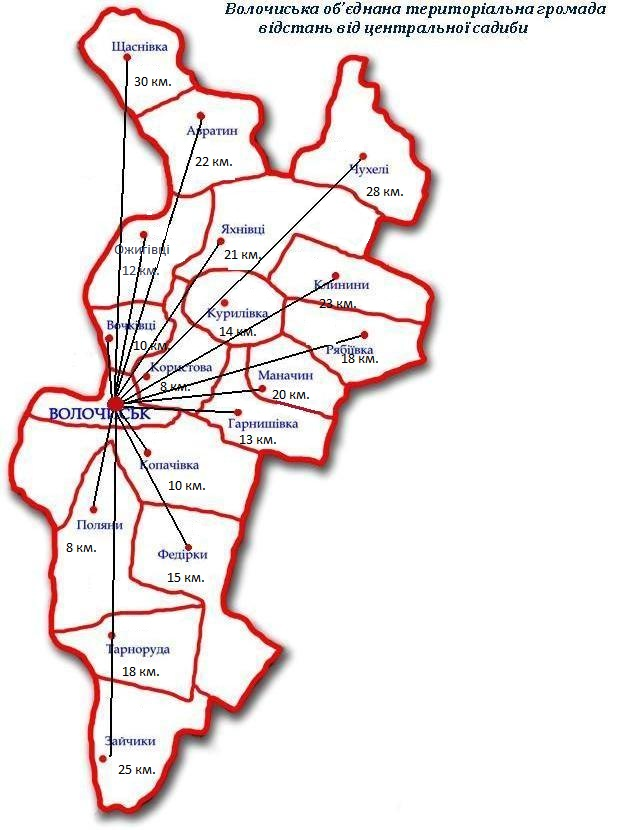 Волочиська об'єднана територіальна громада
відстань від центральної садиби
Щаснівка
30 км.
Авратин
22 км.
Чухелі
28 км.
Яхнівці
21 км.
Ожигівці
12 км.
Клинини
23 км.
Курилівка
14 км.
Вочківці
10 км.
Рябіївка
18 км.
Користова
8 км.
Маначин
20 км.
ВОЛОЧИСЬК
Гарнишівка
13 км.
Копачівка
10 км.
Поляни
8 км.
Федірки
15 км.
Тарноруда
18 км.
Зайчики
25 км.